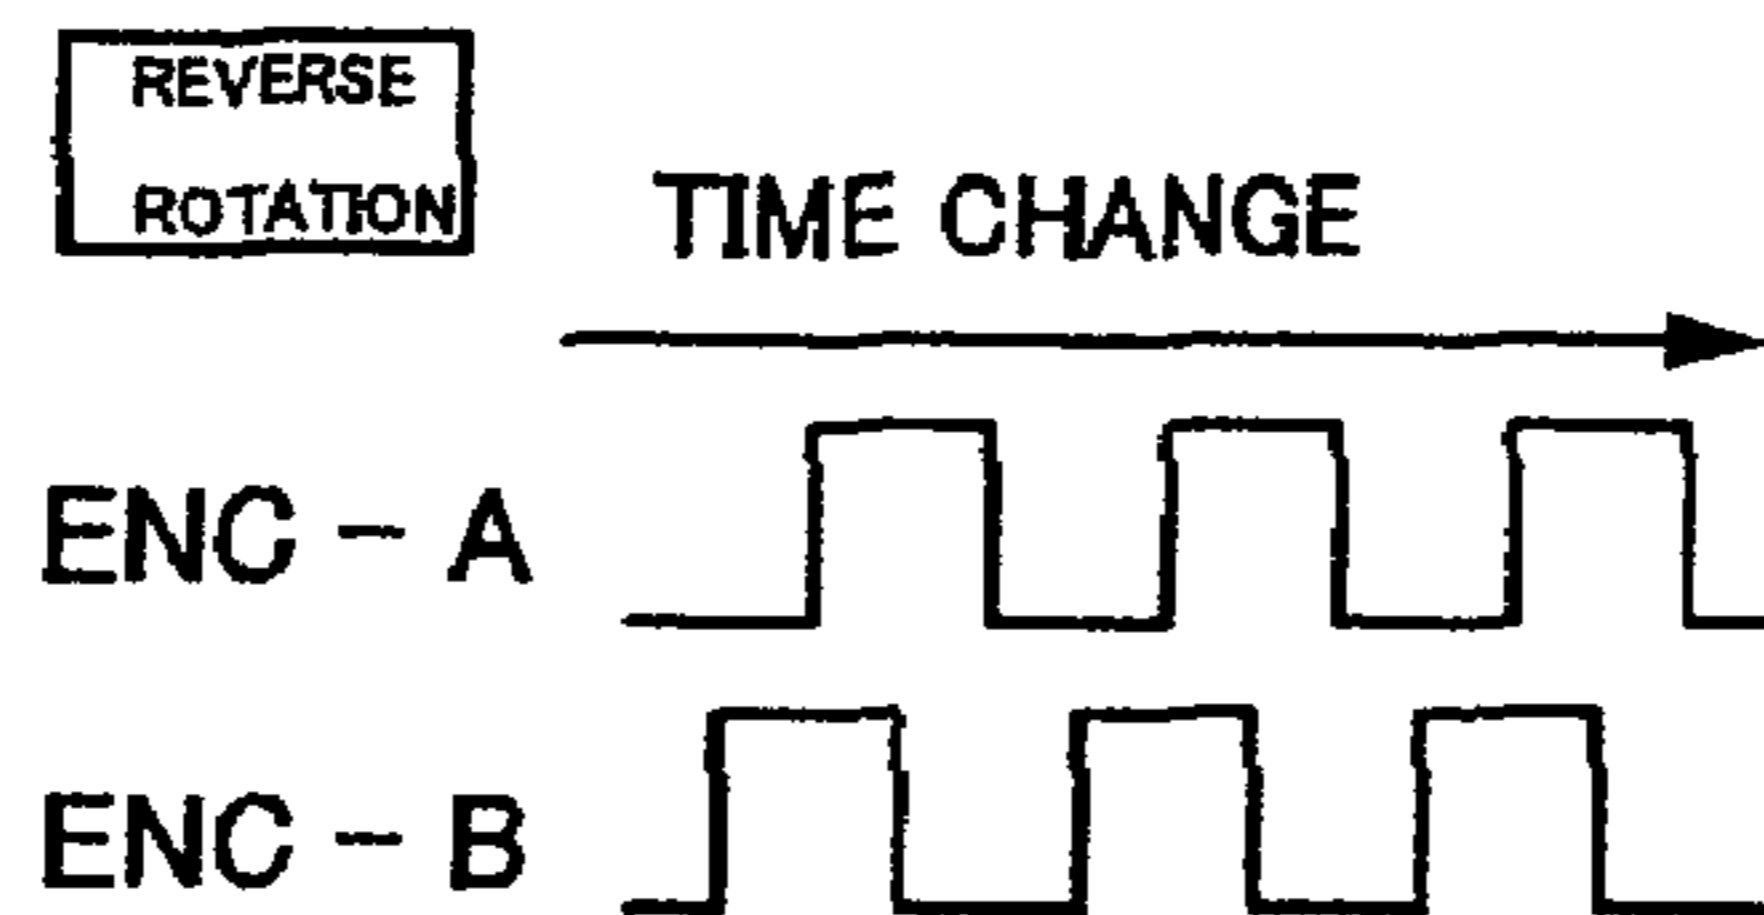 REVERSE
ROTATION
TIME CHANGE
ENC - A
ENC - B